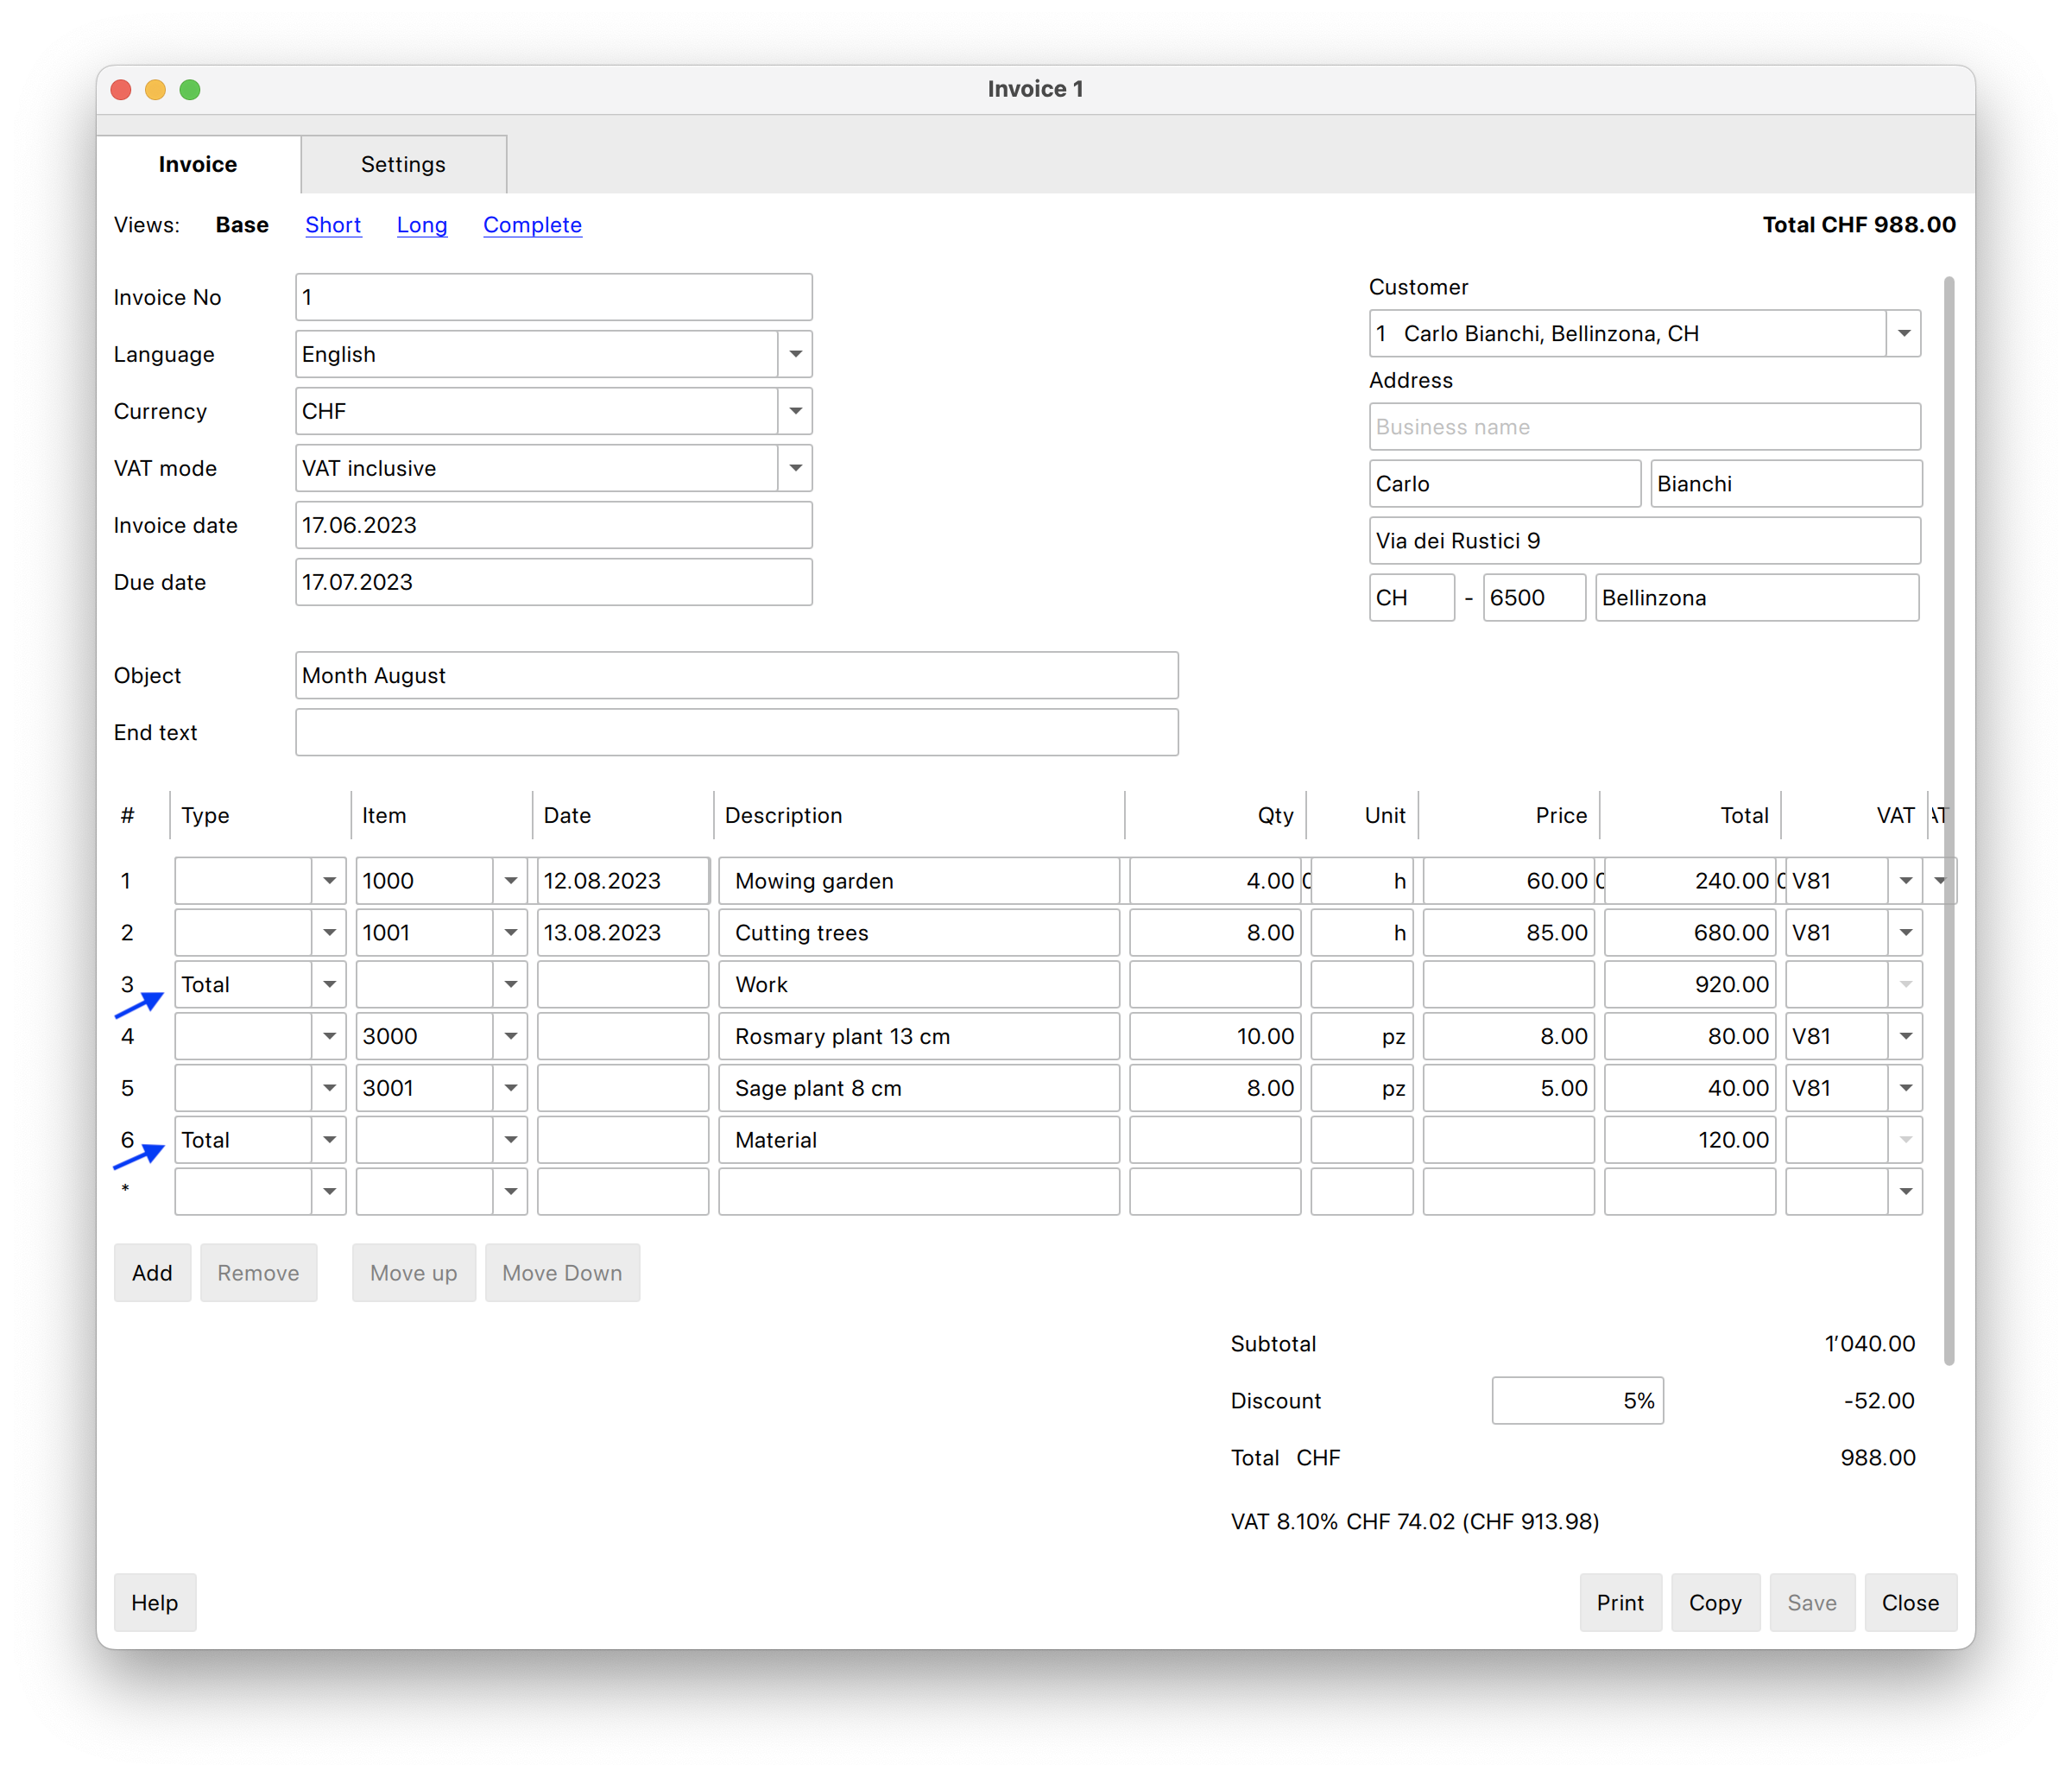 Invoice 1
Invoice Settings
Views: Base Short Long Complete Total CHF 988.00
Invoice No 1
Language English
Currency CHF
VAT mode VAT inclusive
Invoice date 17.06.2023
Due date 17.07.2023
Customer
1 Carlo Bianchi, Bellinzona, CH
Address
Business name
Carlo Bianchi
Via dei Rustici 9
CH - 6500 Bellinzona
Object Month August
End text
# Type Item Date Description Qty Unit Price Total VAT
1 1000 12.08.2023 Mowing garden 4.00 h 60.00 240.00 V81
2 1001 13.08.2023 Cutting trees 8.00 h 85.00 680.00 V81
3 Total Work 920.00
4 3000 Rosmary plant 13 cm 10.00 pz 8.00 80.00 V81
5 3001 Sage plant 8 cm 8.00 pz 5.00 40.00 V81
6 Total Material 120.00
*
Add Remove Move up Move Down
Subtotal 1’040.00
Discount 5% -52.00
Total CHF 988.00
VAT 8.10% CHF 74.02 (CHF 913.98)
Help Print Copy Save Close